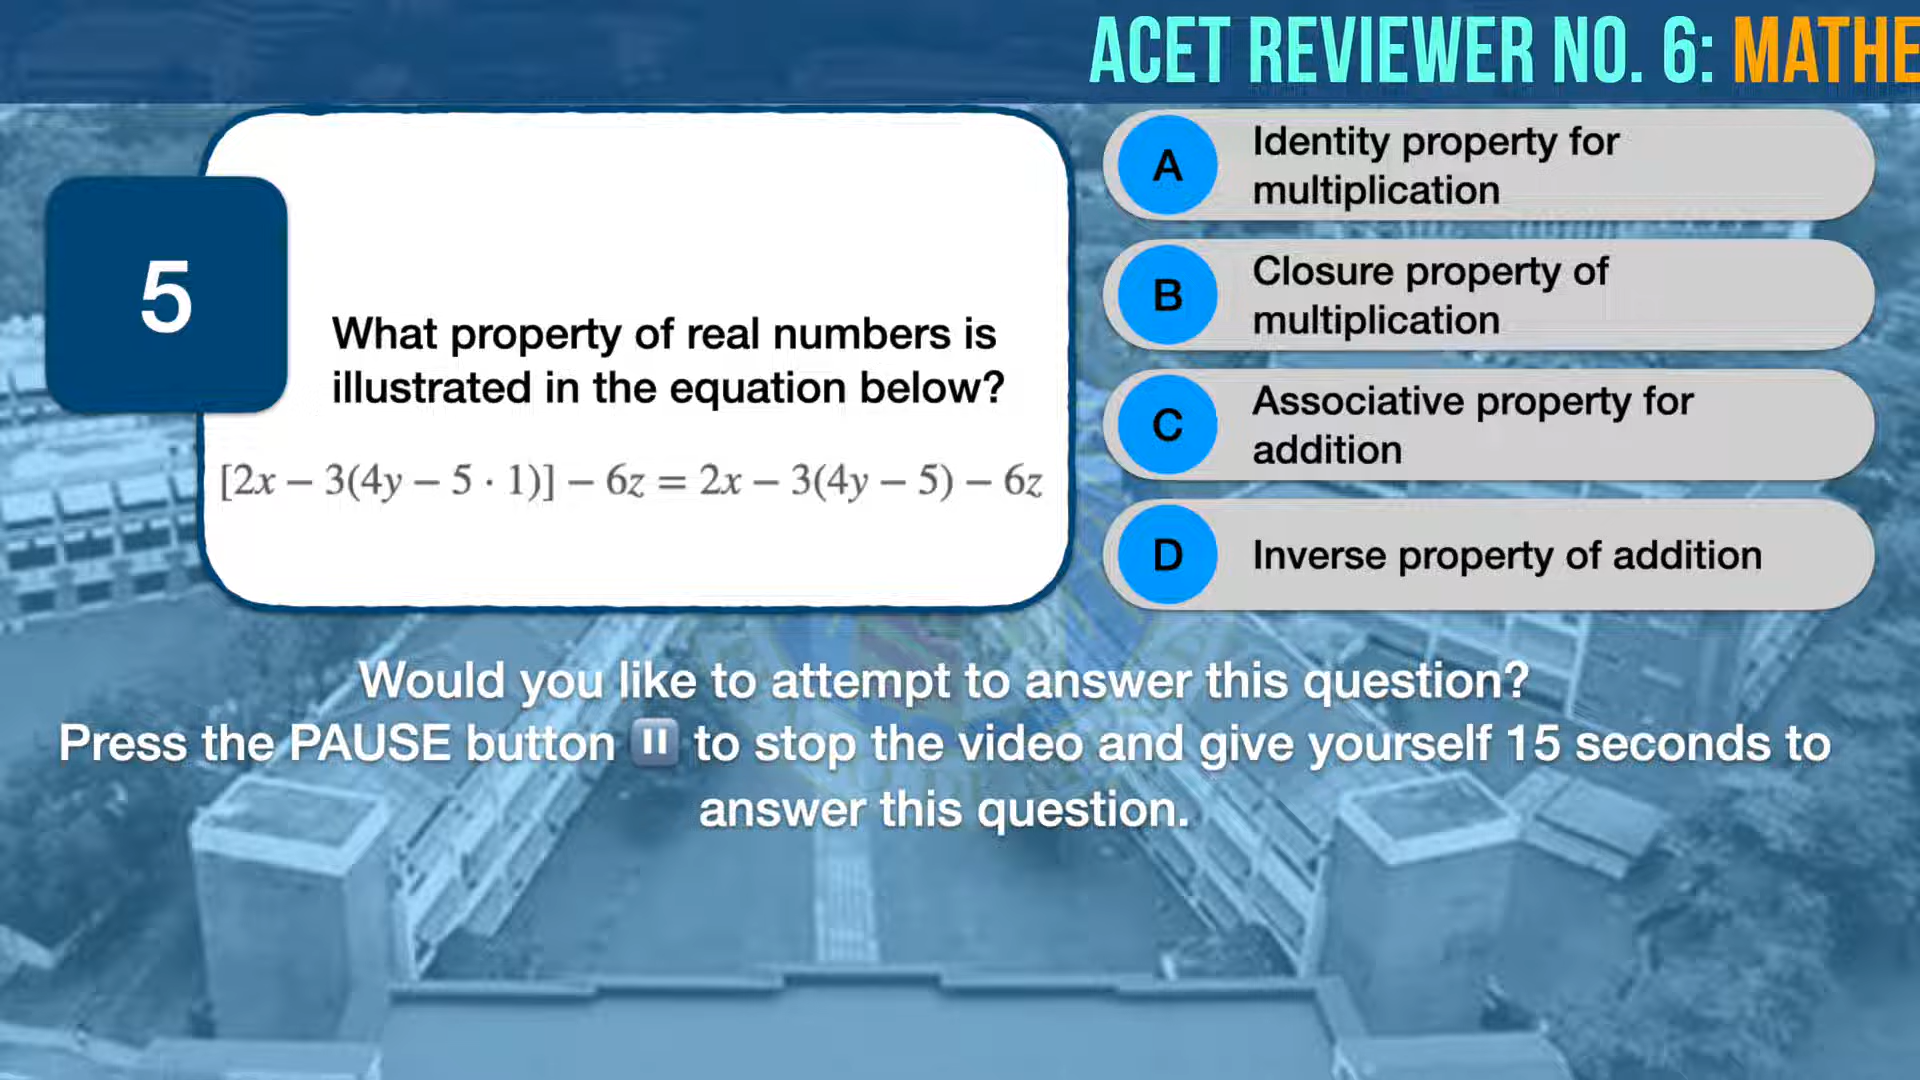 ACET REVIEWER NO. 6: MATHE
5
What property of real numbers is
illustrated in the equation below?
[2x − 3(4y − 5 · 1)] − 6z = 2x − 3(4y − 5) − 6z
A
Identity property for
multiplication
B
Closure property of
multiplication
C
Associative property for
addition
D
Inverse property of addition
Would you like to attempt to answer this question?
Press the PAUSE button ⏸ to stop the video and give yourself 15 seconds to
answer this question.